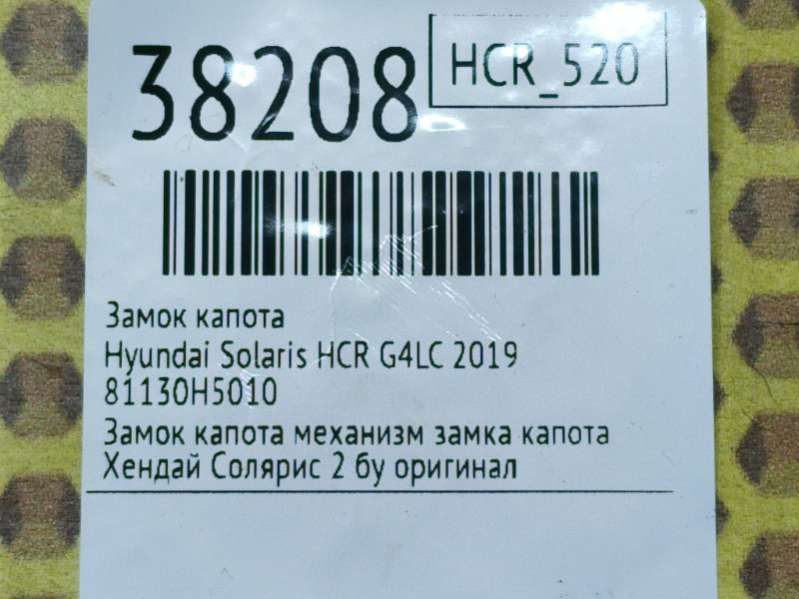 38208
HCR_520
Замок капота
Hyundai Solaris HCR G4LC 2019
81130H5010
Замок капота механизм замка капота
Хендай Солярис 2 бу оригинал